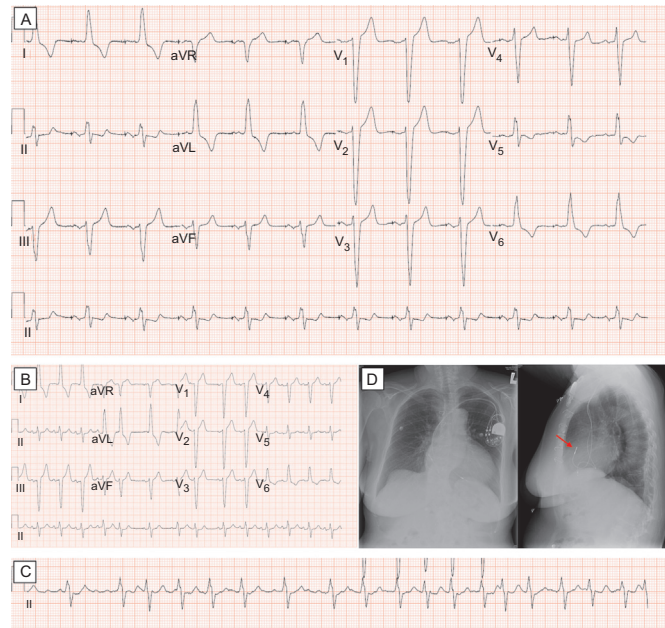 A
I aVR V1 V4
II aVL V2 V5
III aVF V3 V6
II
B
I aVR V1 V4
II aVL V2 V5
III aVF V3 V6
II
C
II
D
L